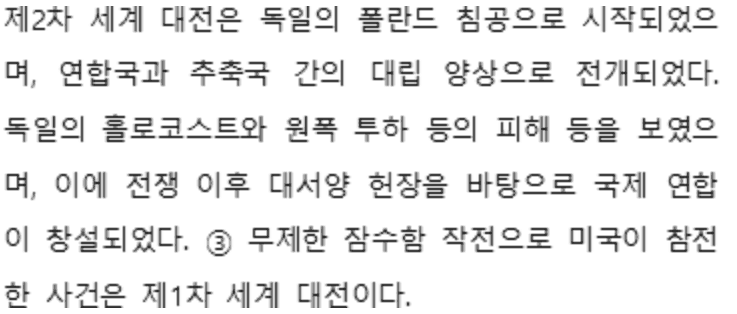 제2차 세계 대전은 독일의 폴란드 침공으로 시작되었으
며, 연합국과 추축국 간의 대립 양상으로 전개되었다.
독일의 홀로코스트와 원폭 투하 등의 피해 등을 보였으
며, 이에 전쟁 이후 대서양 헌장을 바탕으로 국제 연합
이 창설되었다. ③ 무제한 잠수함 작전으로 미국이 참전
한 사건은 제1차 세계 대전이다.